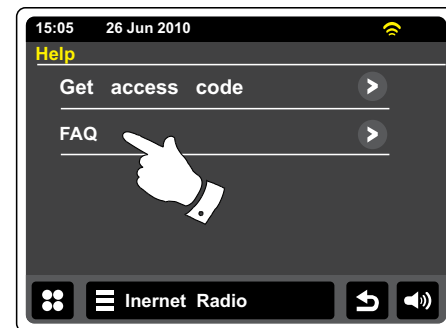 15:05 26 Jun 2010
Help
Get access code
FAQ
Inernet Radio